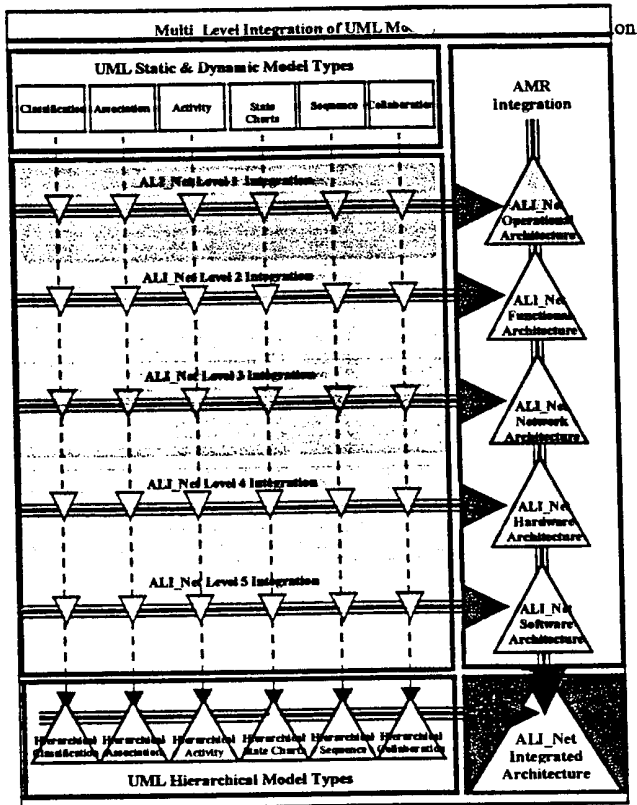 Multi_Level Integration of UML Mo
on
UML Static & Dynamic Model Types
Classification
Association
Activity
State
Charts
Sequence
Collaboration
AMR
Integration
ALI_Net Level 1 Integration
ALI_Net
Operational
Architecture
ALI_Net Level 2 Integration
ALI_Net
Functional
Architecture
ALI_Net Level 3 Integration
ALI_Net
Network
Architecture
ALI_Net Level 4 Integration
ALI_Net
Hardware
Architecture
ALI_Net Level 5 Integration
ALI_Net
Software
Architecture
Hierarchical
Classification
Hierarchical
Association
Hierarchical
Activity
Hierarchical
State Charts
Hierarchical
Sequence
Hierarchical
Collaboration
UML Hierarchical Model Types
ALI_Net
Integrated
Architecture